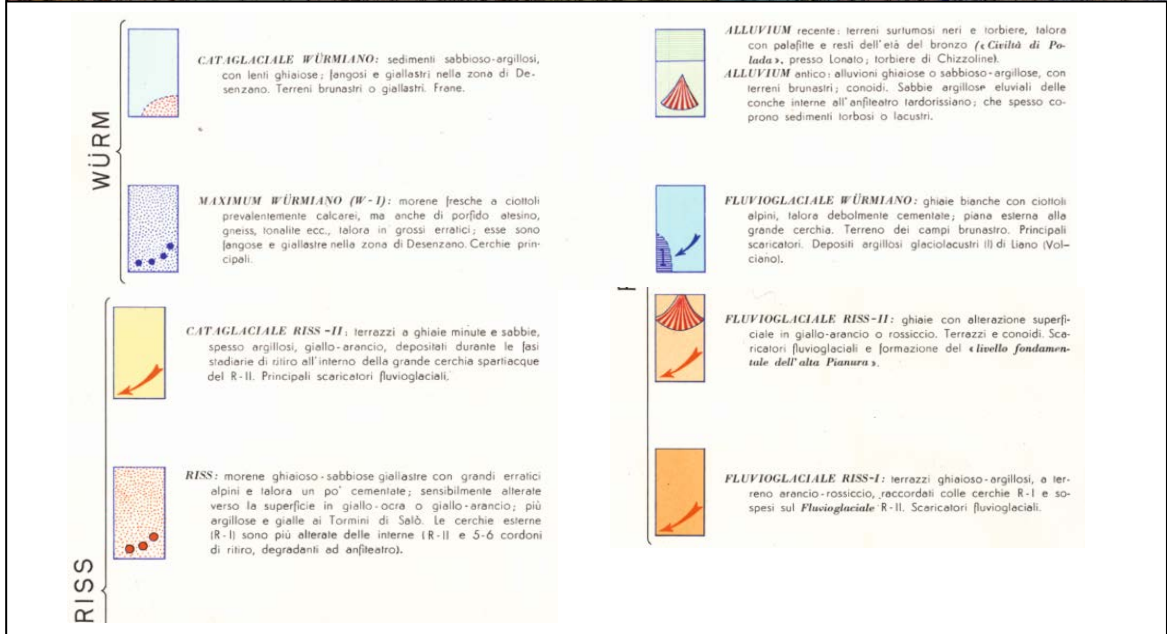 WÜRM
CATAGLACIALE WÜRMIANO: sedimenti sabbioso-argillosi,
con lenti ghiaiose; fangosi e giallastri nella zona di De-
senzano. Terreni brunastri o giallastri. Frane.
MAXIMUM WÜRMIANO (W-I): morene fresche a ciottoli
prevalentemente calcarei, ma anche di porfido atesino,
gneiss, tonalite ecc., talora in grossi erratici; esse sono
fangose e giallastre nella zona di Desenzano. Cerchie prin-
cipali.
RISS
CATAGLACIALE RISS-II: terrazzi a ghiaie minute e sabbie,
spesso argillosi, giallo-arancio, depositati durante le fasi
stadiarie di ritiro all'interno della grande cerchia spartiacque
del R-II. Principali scaricatori fluvioglaciali.
RISS: morene ghiaioso-sabbiose giallastre con grandi erratici
alpini e talora un po' cementate; sensibilmente alterate
verso la superficie in giallo-ocra o giallo-arancio; più
argillose e gialle ai Tormini di Salò. Le cerchie esterne
(R-I) sono più alterate delle interne (R-II e 5-6 cordoni
di ritiro, degradanti ad anfiteatro).
ALLUVIUM recente: terreni surtumosi neri e torbiere, talora
con palafitte e resti dell'età del bronzo («Civiltà di Po-
lada», presso Lonato; torbiere di Chizzoline).
ALLUVIUM antico: alluvioni ghiaiose o sabbioso-argillose, con
terreni brunastri; conoidi. Sabbie argillose eluviali delle
conche interne all'anfiteatro tardorissiano; che spesso co-
prono sedimenti torbosi o lacustri.
FLUVIOGLACIALE WÜRMIANO: ghiaie bianche con ciottoli
alpini, talora debolmente cementate; piana esterna alla
grande cerchia. Terreno dei campi brunastro. Principali
scaricatori. Depositi argillosi glaciolacustri (l) di Liano (Vol-
ciano).
FLUVIOGLACIALE RISS-II: ghiaie con alterazione superfi-
ciale in giallo-arancio o rossiccio. Terrazzi e conoidi. Sca-
ricatori fluvioglaciali e formazione del «livello fondamen-
tale dell'alta Pianura».
FLUVIOGLACIALE RISS-I: terrazzi ghiaioso-argillosi, a ter-
reno arancio-rossiccio, raccordati colle cerchie R-I e so-
spesi sul Fluvioglaciale R-II. Scaricatori fluvioglaciali.